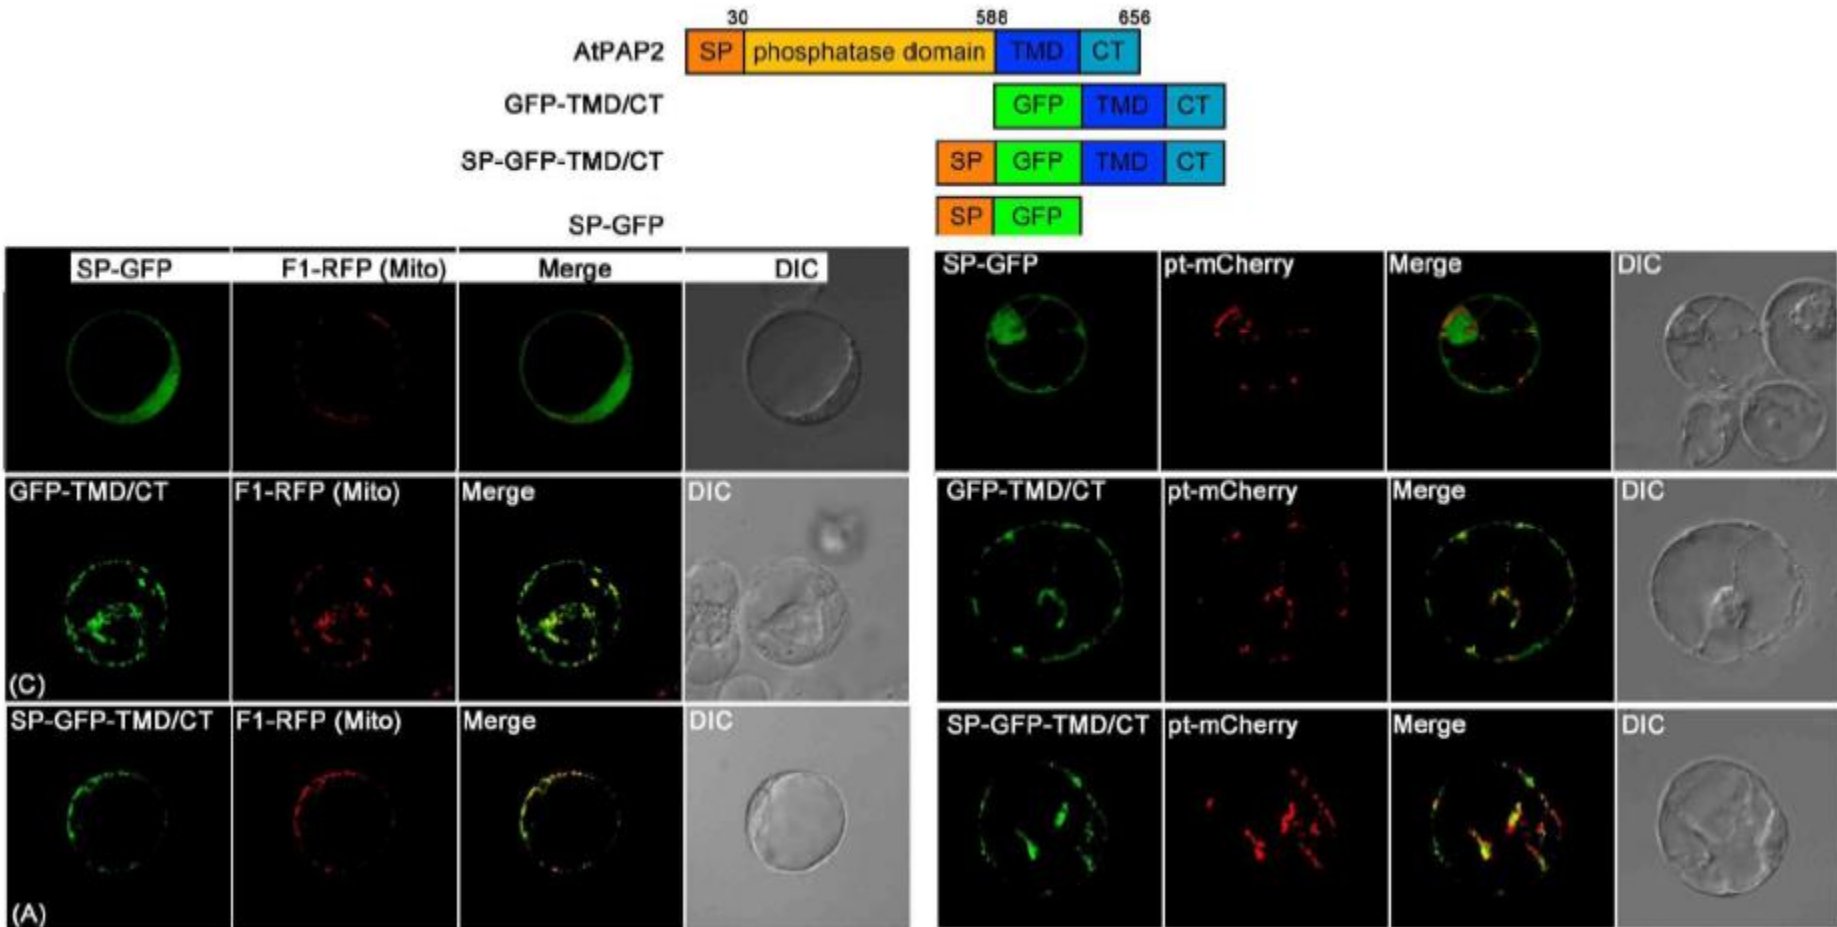 30 588 656
AtPAP2 SP phosphatase domain TMD CT
GFP-TMD/CT GFP TMD CT
SP-GFP-TMD/CT SP GFP TMD CT
SP-GFP SP GFP
SP-GFP F1-RFP (Mito) Merge DIC
SP-GFP pt-mCherry Merge DIC
GFP-TMD/CT F1-RFP (Mito) Merge DIC
(C)
GFP-TMD/CT pt-mCherry Merge DIC
SP-GFP-TMD/CT F1-RFP (Mito) Merge DIC
(A)
SP-GFP-TMD/CT pt-mCherry Merge DIC